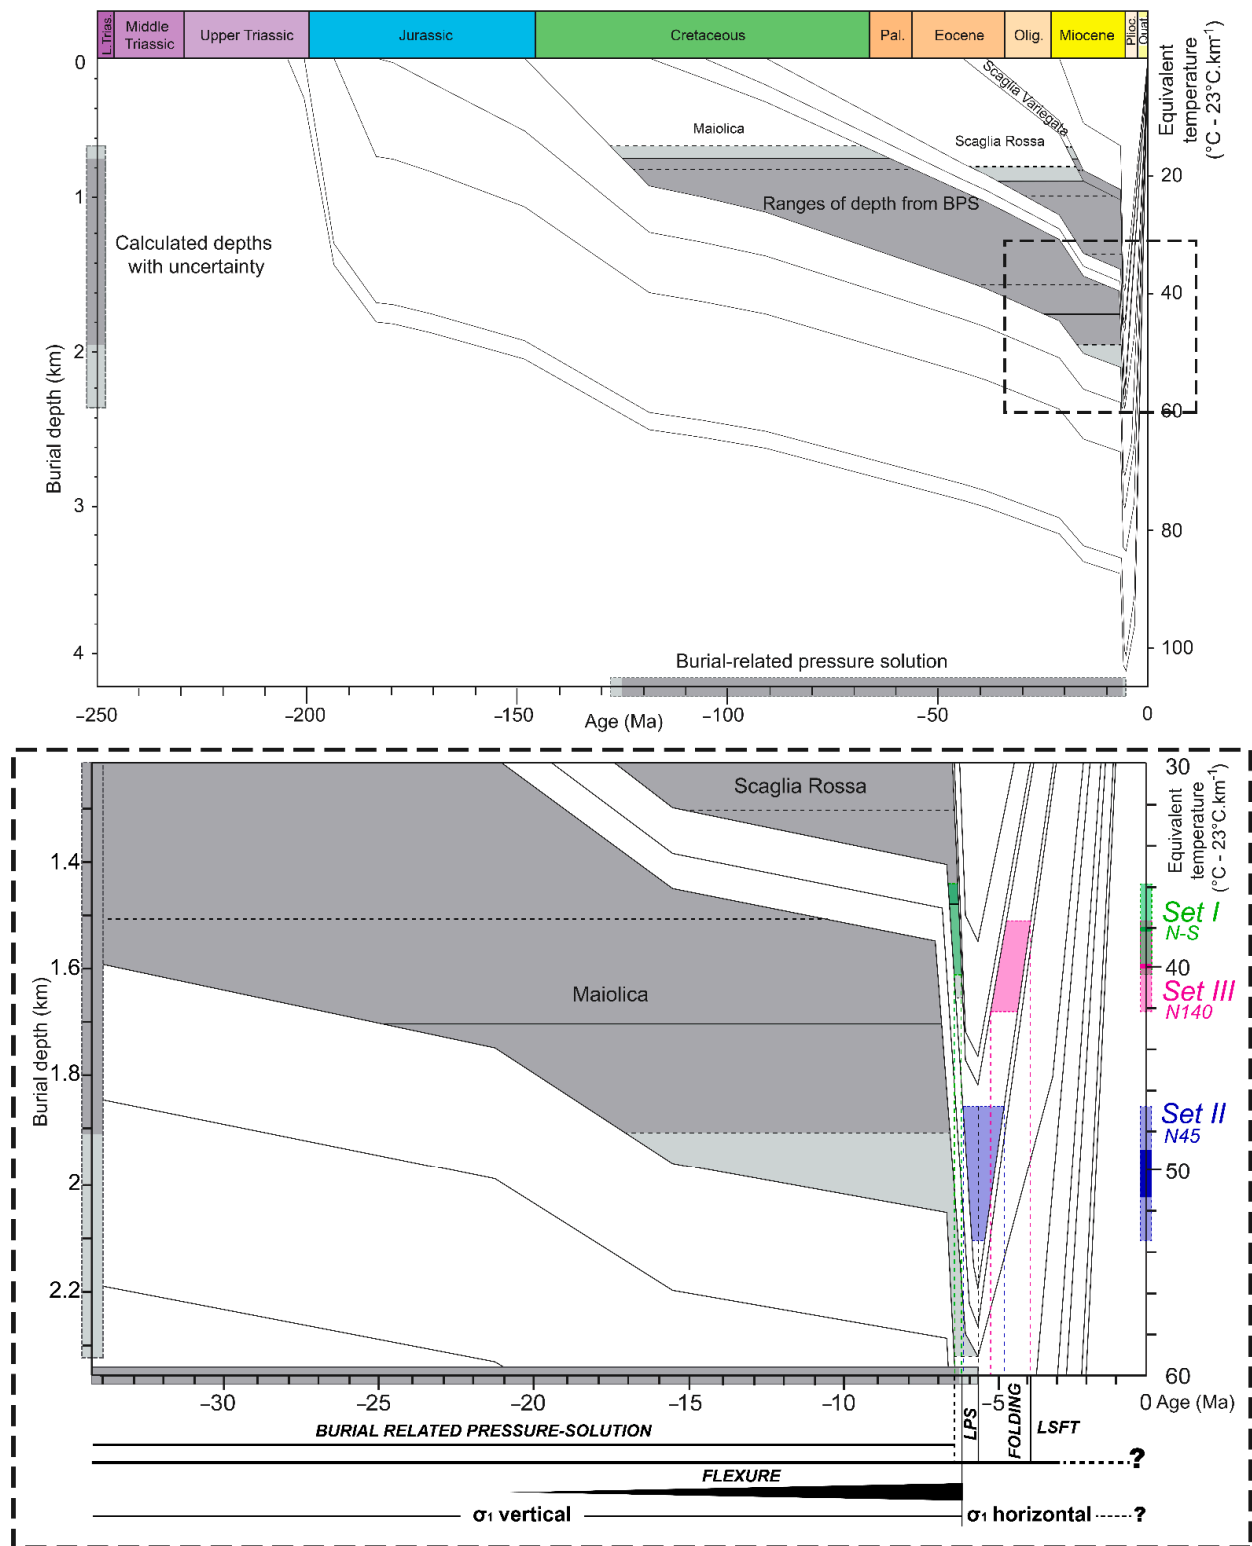 L. Trias.
Middle
Triassic
Upper Triassic
Jurassic
Cretaceous
Pal.
Eocene
Olig.
Miocene
Plioc.
Quat.
0
1
2
3
4
Burial depth (km)
Equivalent
temperature
(°C - 23°C.km⁻¹)
20
40
60
80
100
Scaglia Variegata
Maiolica
Scaglia Rossa
Ranges of depth from BPS
Calculated depths
with uncertainty
Burial-related pressure solution
−250
−200
−150
−100
−50
0
Age (Ma)
Scaglia Rossa
Maiolica
1.4
1.6
1.8
2
2.2
Burial depth (km)
30
40
50
60
Equivalent
temperature
(°C - 23°C.km⁻¹)
Set I
N-S
Set III
N140
Set II
N45
−30
−25
−20
−15
−10
−5
0 Age (Ma)
BURIAL RELATED PRESSURE-SOLUTION
LPS
FOLDING
LSFT
?
FLEXURE
σ₁ vertical
σ₁ horizontal
?